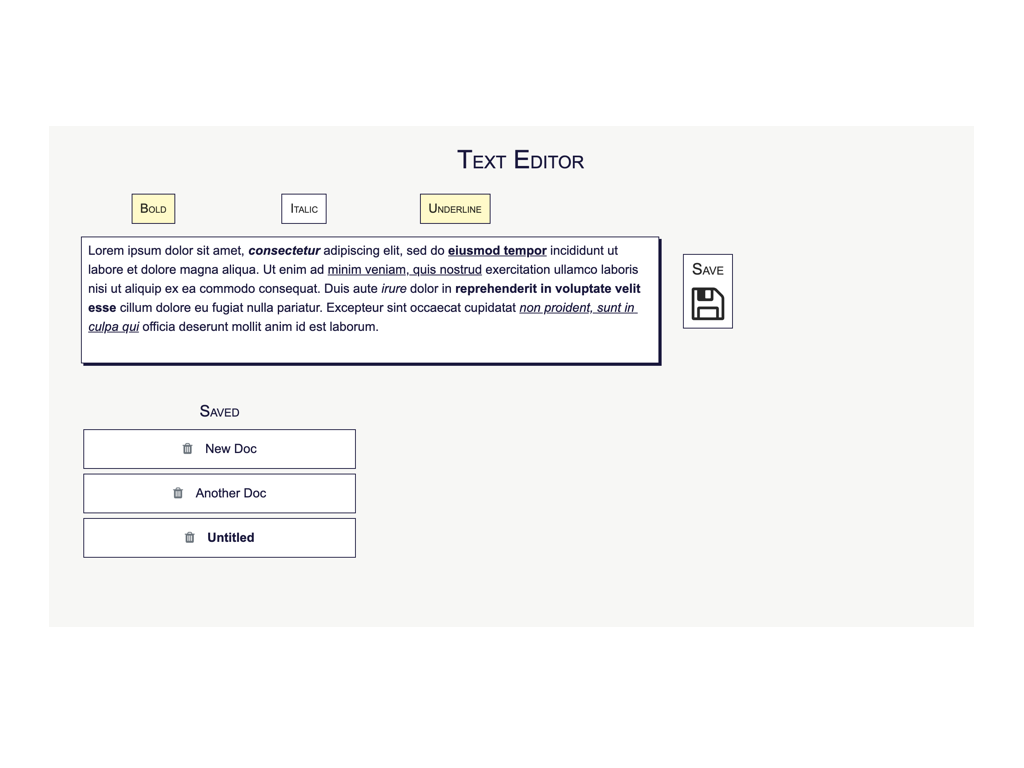 Text Editor
Bold
Italic
Underline
Lorem ipsum dolor sit amet, consectetur adipiscing elit, sed do eiusmod tempor incididunt ut
labore et dolore magna aliqua. Ut enim ad minim veniam, quis nostrud exercitation ullamco laboris
nisi ut aliquip ex ea commodo consequat. Duis aute irure dolor in reprehenderit in voluptate velit
esse cillum dolore eu fugiat nulla pariatur. Excepteur sint occaecat cupidatat non proident, sunt in
culpa qui officia deserunt mollit anim id est laborum.
Save
Saved
New Doc
Another Doc
Untitled